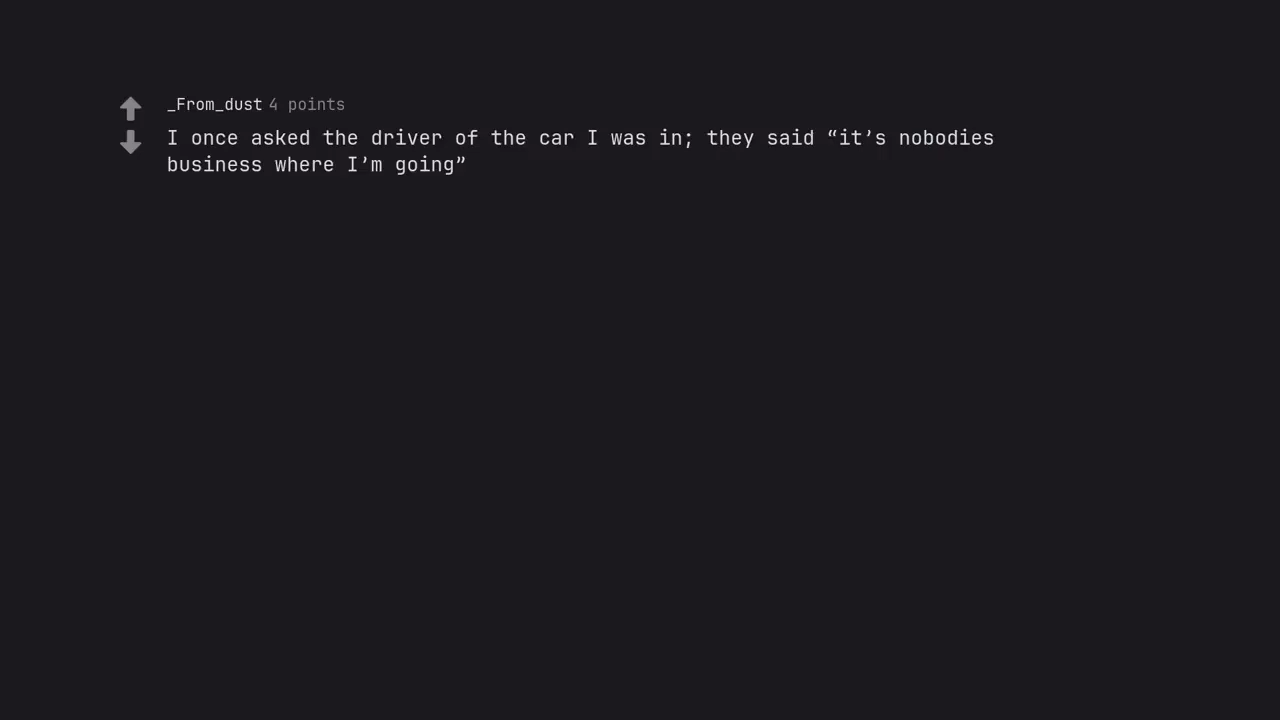 _From_dust 4 points
I once asked the driver of the car I was in; they said “it’s nobodies
business where I’m going”